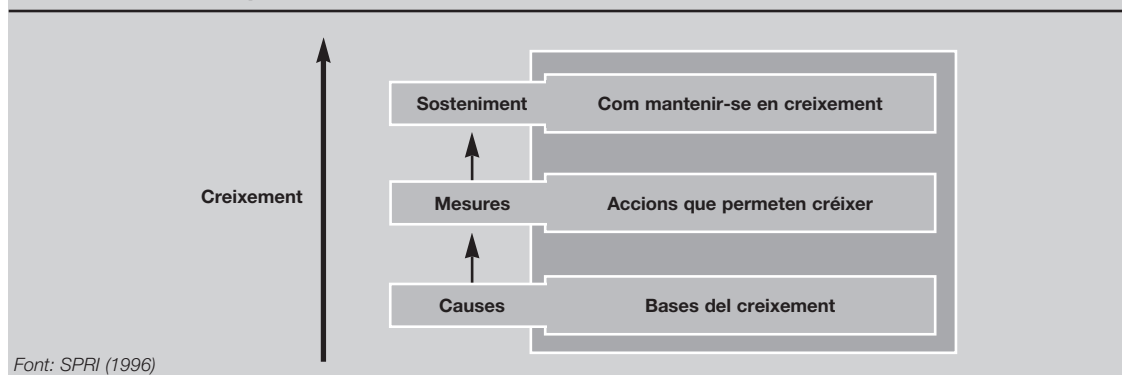 Sosteniment
Com mantenir-se en creixement
Creixement
Mesures
Accions que permeten créixer
Causes
Bases del creixement
Font: SPRI (1996)